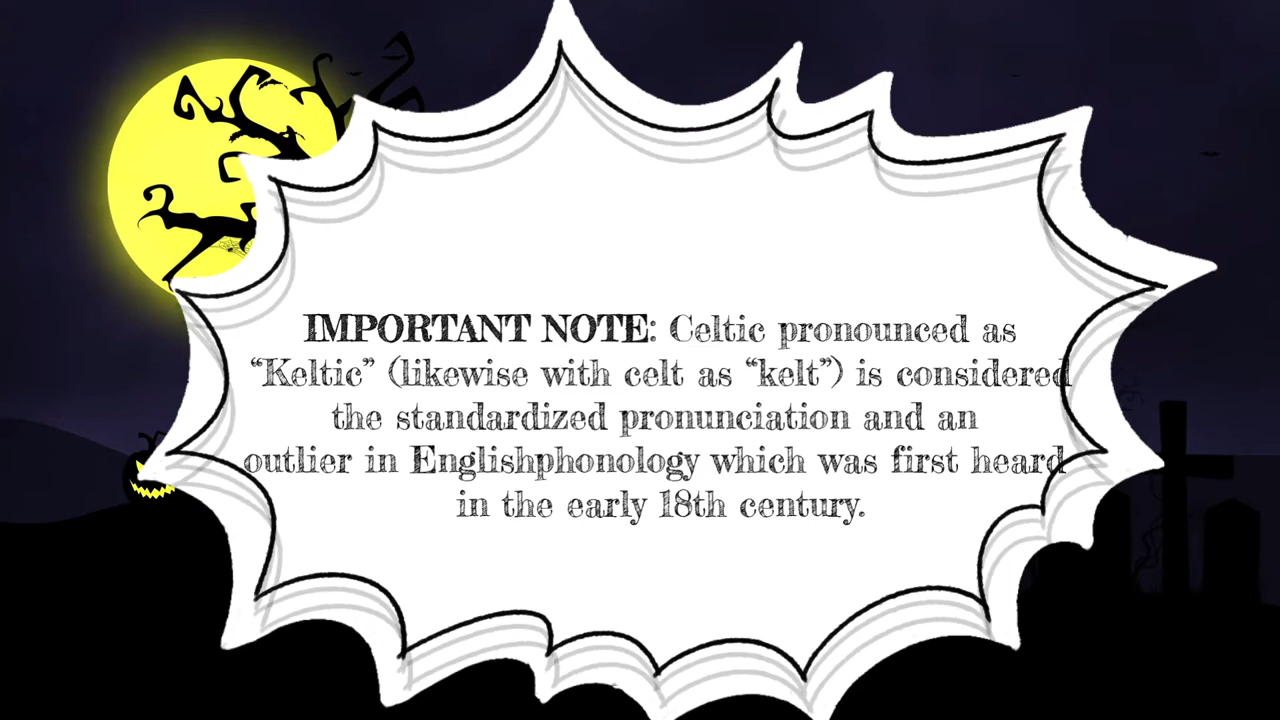 IMPORTANT NOTE: Celtic pronounced as
“Keltic” (likewise with celt as “kelt”) is considered
the standardized pronunciation and an
outlier in Englishphonology which was first heard
in the early 18th century.